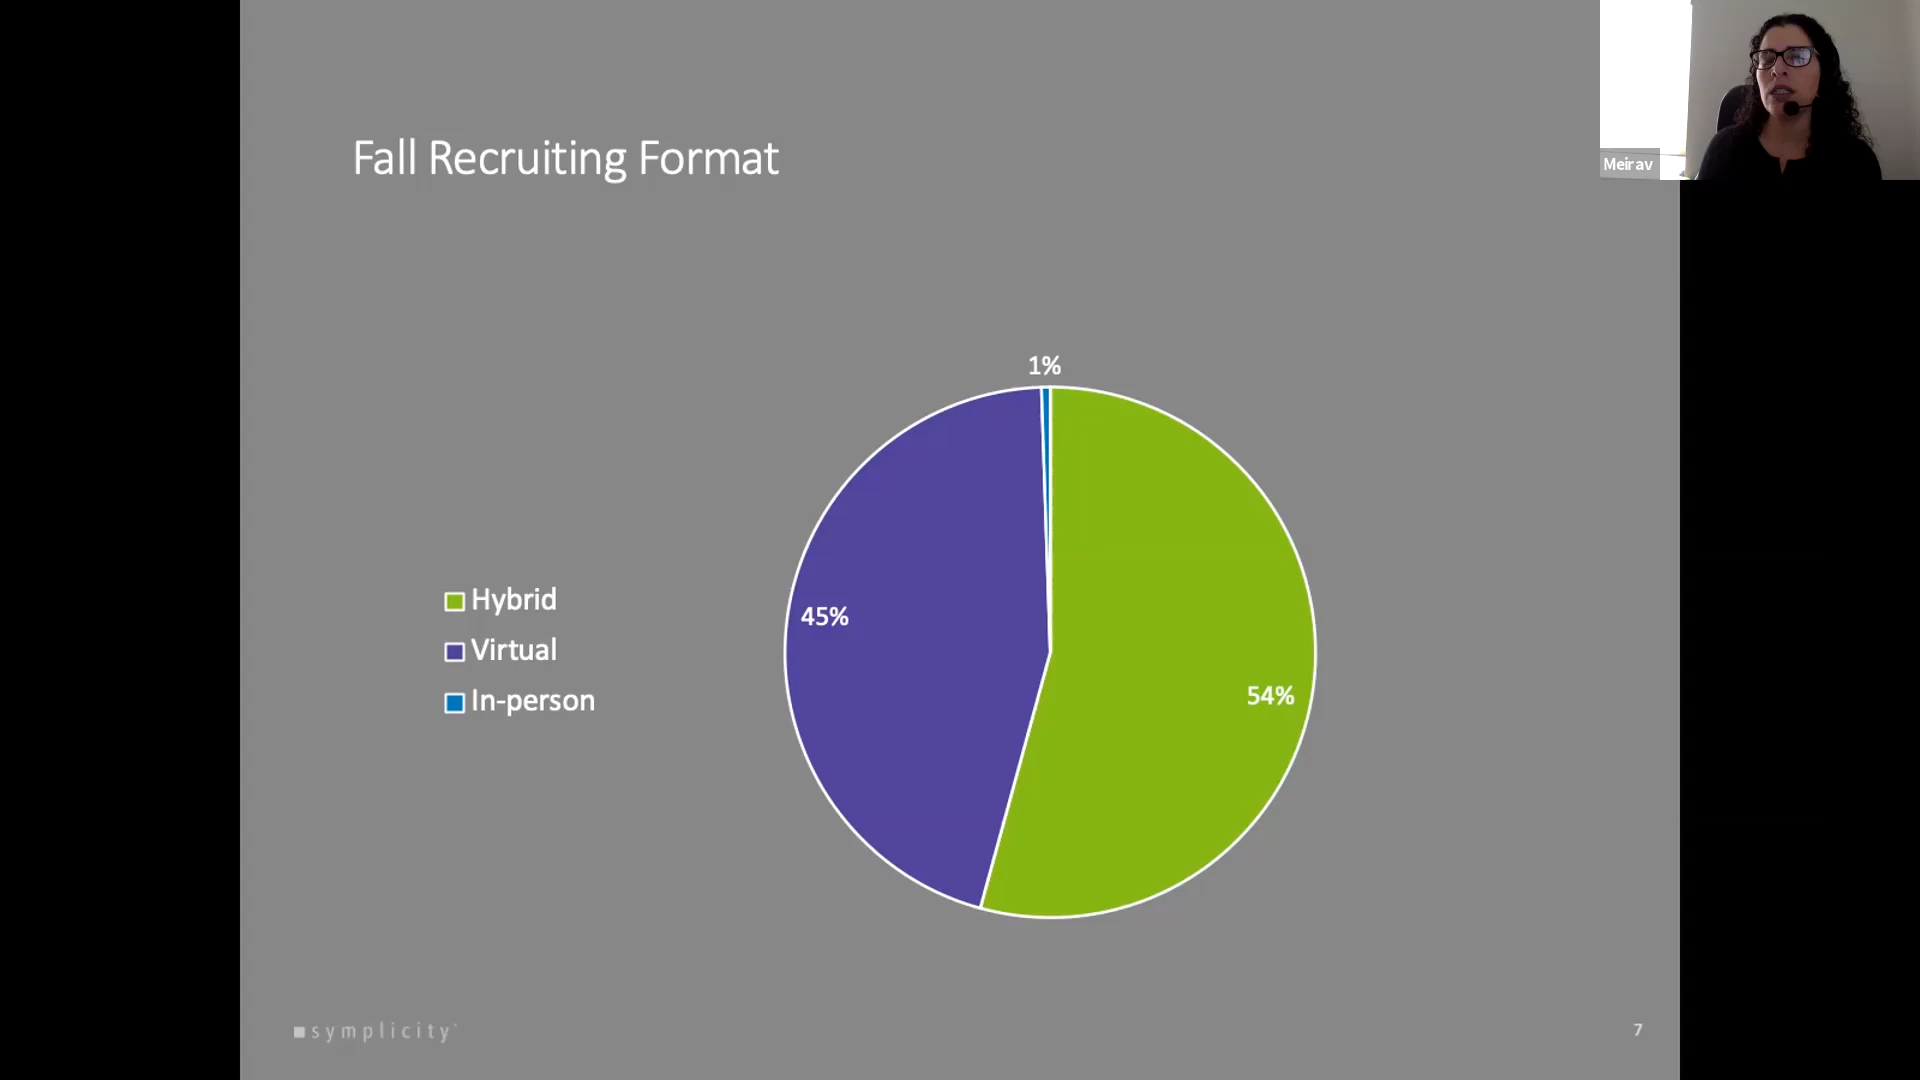 Meirav
Fall Recruiting Format
1%
45%
54%
Hybrid
Virtual
In-person
symplicity
7